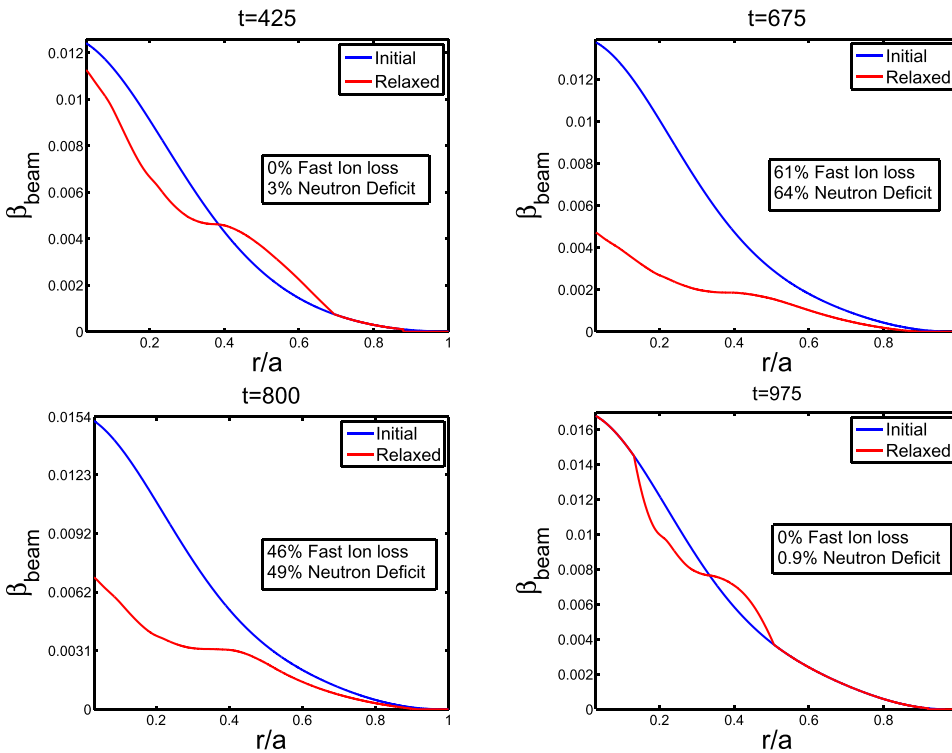 t=425
0.012
0.01
0.008
0.006
0.004
0.002
0
β_beam
Initial
Relaxed
0% Fast Ion loss
3% Neutron Deficit
0.2 0.4 0.6 0.8 1
r/a
t=675
0.012
0.01
0.008
0.006
0.004
0.002
0
β_beam
Initial
Relaxed
61% Fast Ion loss
64% Neutron Deficit
0.2 0.4 0.6 0.8
r/a
t=800
0.0154
0.0123
0.0092
0.0062
0.0031
0
β_beam
Initial
Relaxed
46% Fast Ion loss
49% Neutron Deficit
0.2 0.4 0.6 0.8 1
r/a
t=975
0.016
0.014
0.012
0.01
0.008
0.006
0.004
0.002
0
β_beam
Initial
Relaxed
0% Fast Ion loss
0.9% Neutron Deficit
0.2 0.4 0.6 0.8
r/a